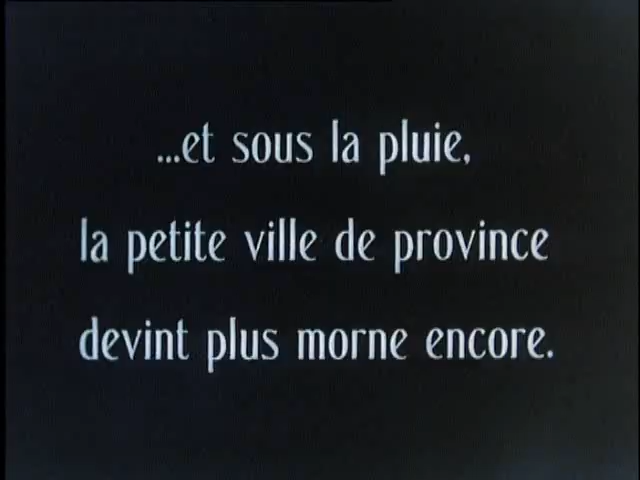 ...et sous la pluie,
la petite ville de province
devint plus morne encore.